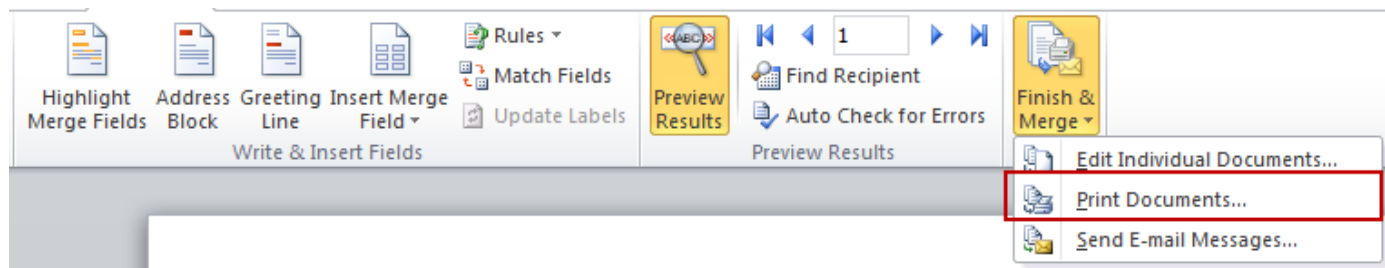 Highlight
Merge Fields
Address
Block
Greeting
Line
Insert Merge
Field
Rules
Match Fields
Update Labels
Write & Insert Fields
«ABC»
Preview
Results
1
Find Recipient
Auto Check for Errors
Preview Results
Finish &
Merge
Edit Individual Documents...
Print Documents...
Send E-mail Messages...